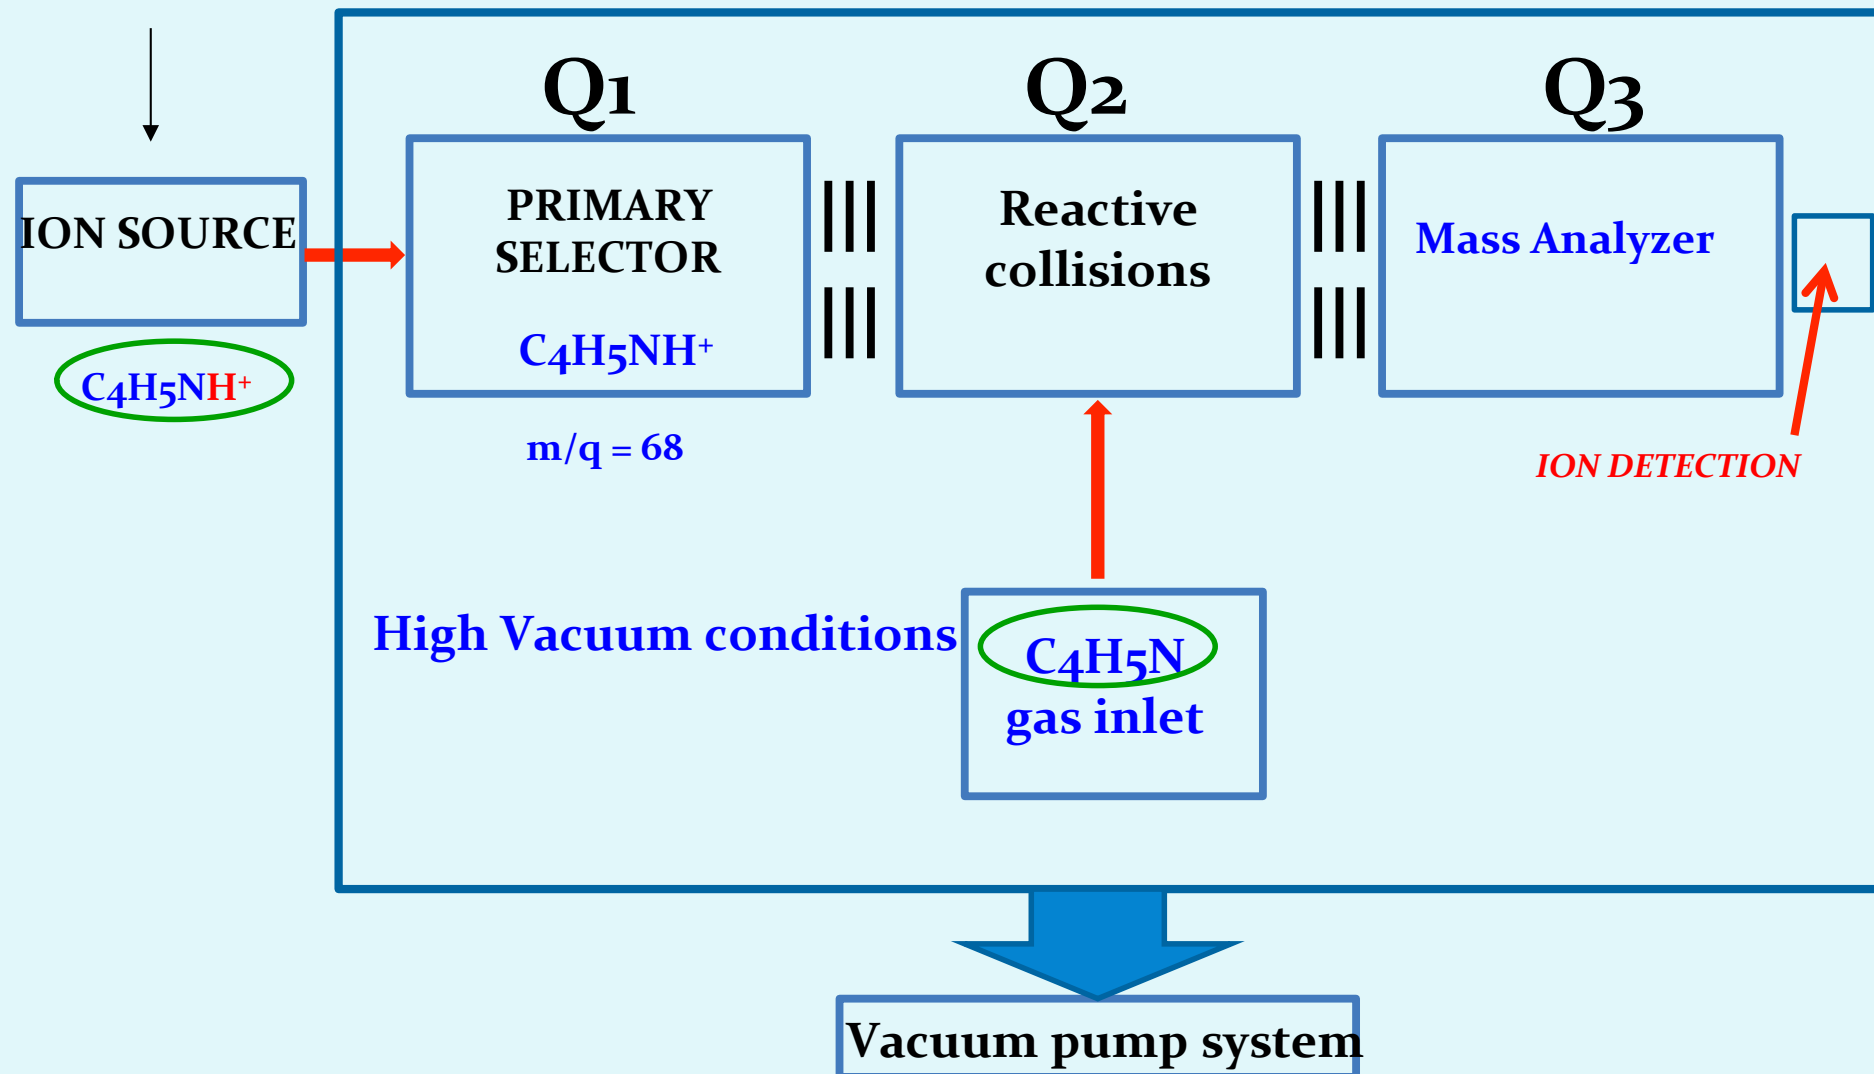 Q1
Q2
Q3
ION SOURCE
C4H5NH+
PRIMARY
SELECTOR
C4H5NH+
m/q = 68
Reactive
collisions
Mass Analyzer
ION DETECTION
High Vacuum conditions
C4H5N
gas inlet
Vacuum pump system